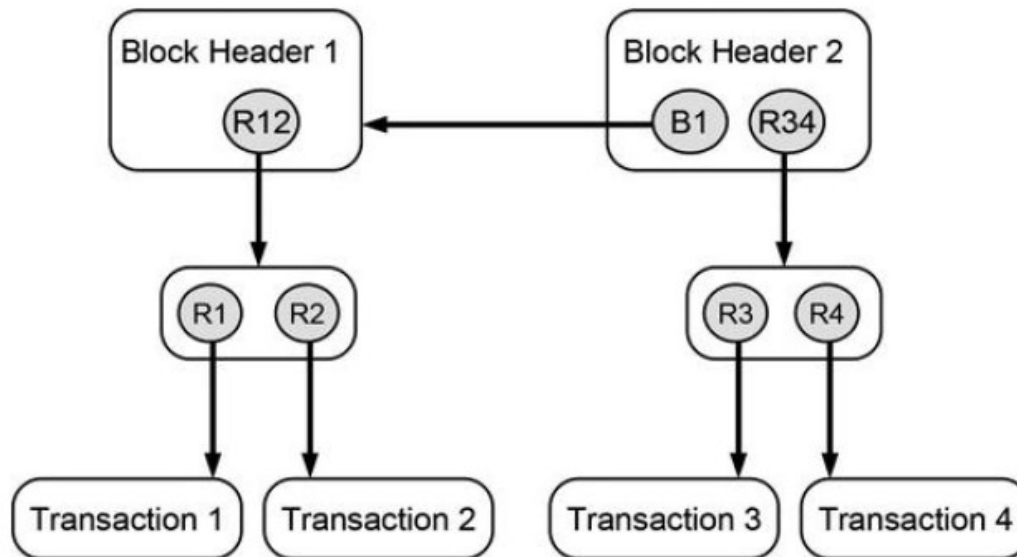 Block Header 1
Block Header 2
R12
B1
R34
R1
R2
R3
R4
Transaction 1
Transaction 2
Transaction 3
Transaction 4